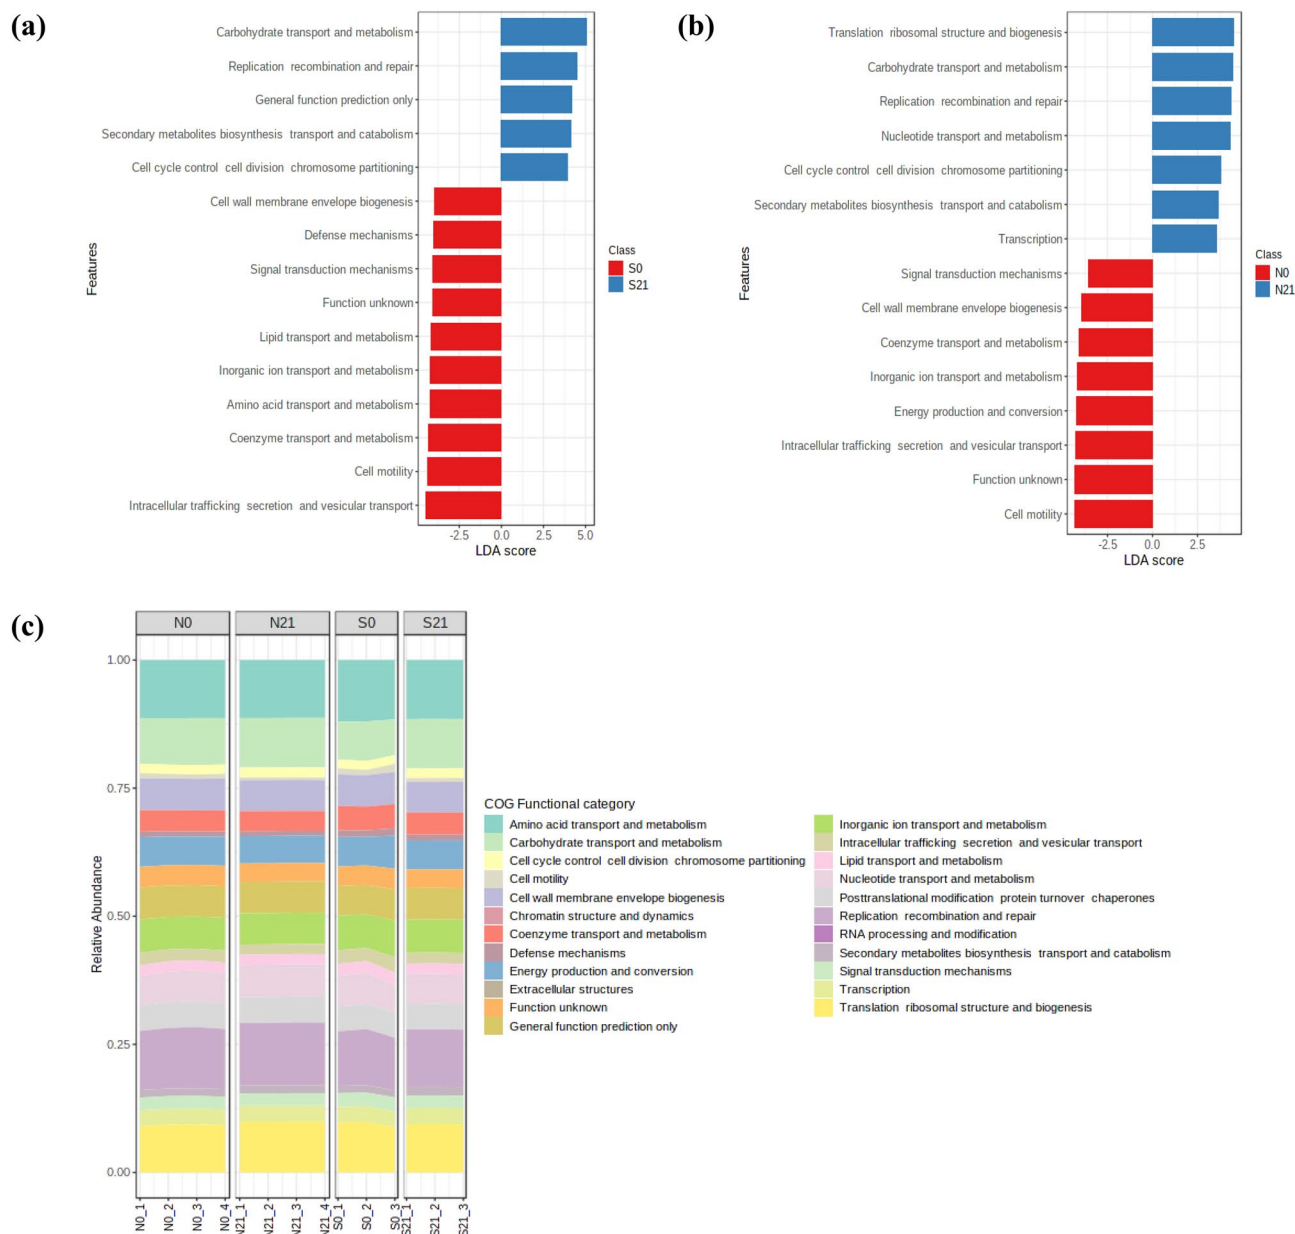 (a)
Carbohydrate transport and metabolism
Replication recombination and repair
General function prediction only
Secondary metabolites biosynthesis transport and catabolism
Cell cycle control cell division chromosome partitioning
Cell wall membrane envelope biogenesis
Defense mechanisms
Signal transduction mechanisms
Function unknown
Lipid transport and metabolism
Inorganic ion transport and metabolism
Amino acid transport and metabolism
Coenzyme transport and metabolism
Cell motility
Intracellular trafficking secretion and vesicular transport
Features
-2.5 0.0 2.5 5.0
LDA score
Class
S0
S21
(b)
Translation ribosomal structure and biogenesis
Carbohydrate transport and metabolism
Replication recombination and repair
Nucleotide transport and metabolism
Cell cycle control cell division chromosome partitioning
Secondary metabolites biosynthesis transport and catabolism
Transcription
Signal transduction mechanisms
Cell wall membrane envelope biogenesis
Coenzyme transport and metabolism
Inorganic ion transport and metabolism
Energy production and conversion
Intracellular trafficking secretion and vesicular transport
Function unknown
Cell motility
Features
-2.5 0.0 2.5
LDA score
Class
N0
N21
(c)
N0 N21 S0 S21
1.00
0.75
0.50
0.25
0.00
Relative Abundance
N0_1
N0_2
N0_3
N0_4
N21_1
N21_2
N21_3
N21_4
S0_1
S0_2
S0_3
S21_1
S21_2
S21_3
COG Functional category
Amino acid transport and metabolism
Carbohydrate transport and metabolism
Cell cycle control cell division chromosome partitioning
Cell motility
Cell wall membrane envelope biogenesis
Chromatin structure and dynamics
Coenzyme transport and metabolism
Defense mechanisms
Energy production and conversion
Extracellular structures
Function unknown
General function prediction only
Inorganic ion transport and metabolism
Intracellular trafficking secretion and vesicular transport
Lipid transport and metabolism
Nucleotide transport and metabolism
Posttranslational modification protein turnover chaperones
Replication recombination and repair
RNA processing and modification
Secondary metabolites biosynthesis transport and catabolism
Signal transduction mechanisms
Transcription
Translation ribosomal structure and biogenesis